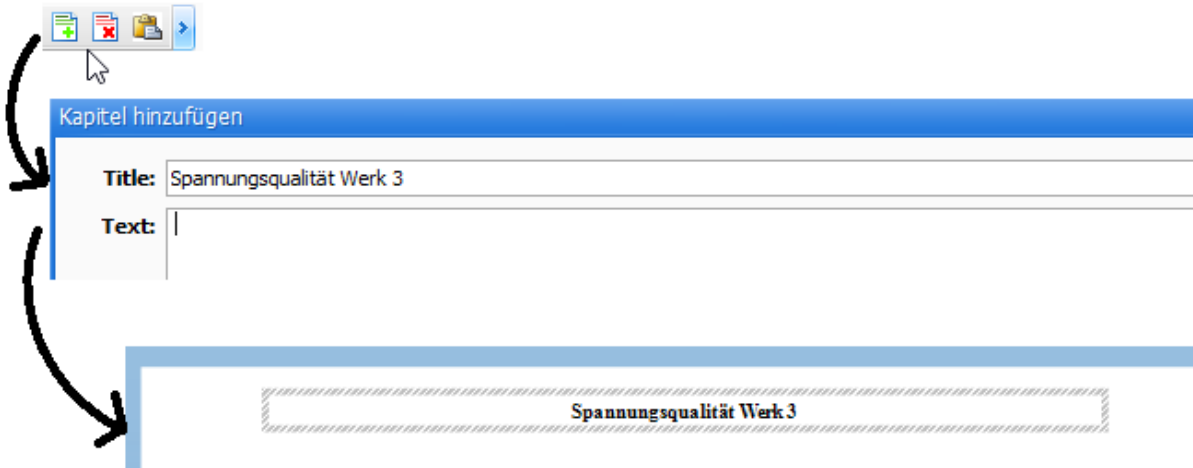 Kapitel hinzufügen
Title: Spannungsqualität Werk 3
Text:
Spannungsqualität Werk 3